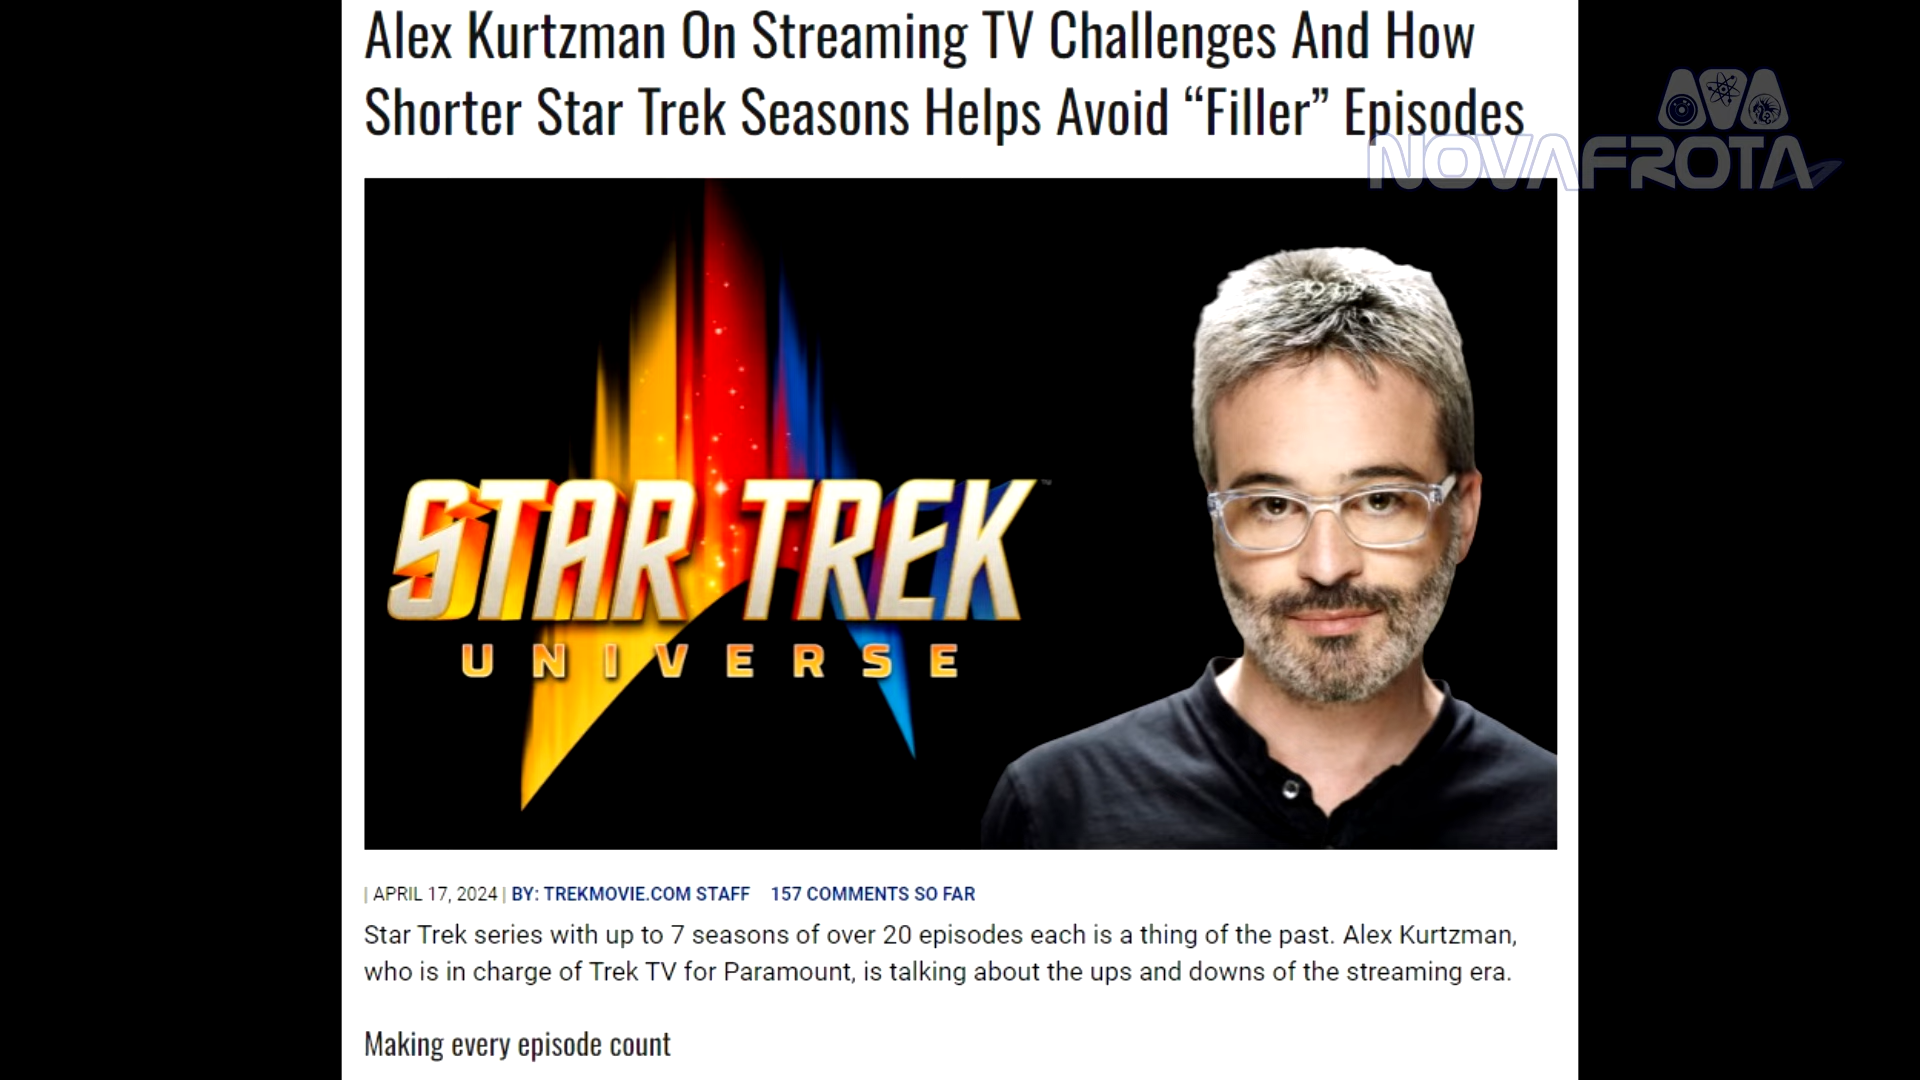 Alex Kurtzman On Streaming TV Challenges And How
Shorter Star Trek Seasons Helps Avoid “Filler” Episodes
NOVAFROTA
STAR TREK
™
UNIVERSE
| APRIL 17, 2024 | BY: TREKMOVIE.COM STAFF 157 COMMENTS SO FAR
Star Trek series with up to 7 seasons of over 20 episodes each is a thing of the past. Alex Kurtzman,
who is in charge of Trek TV for Paramount, is talking about the ups and downs of the streaming era.
Making every episode count